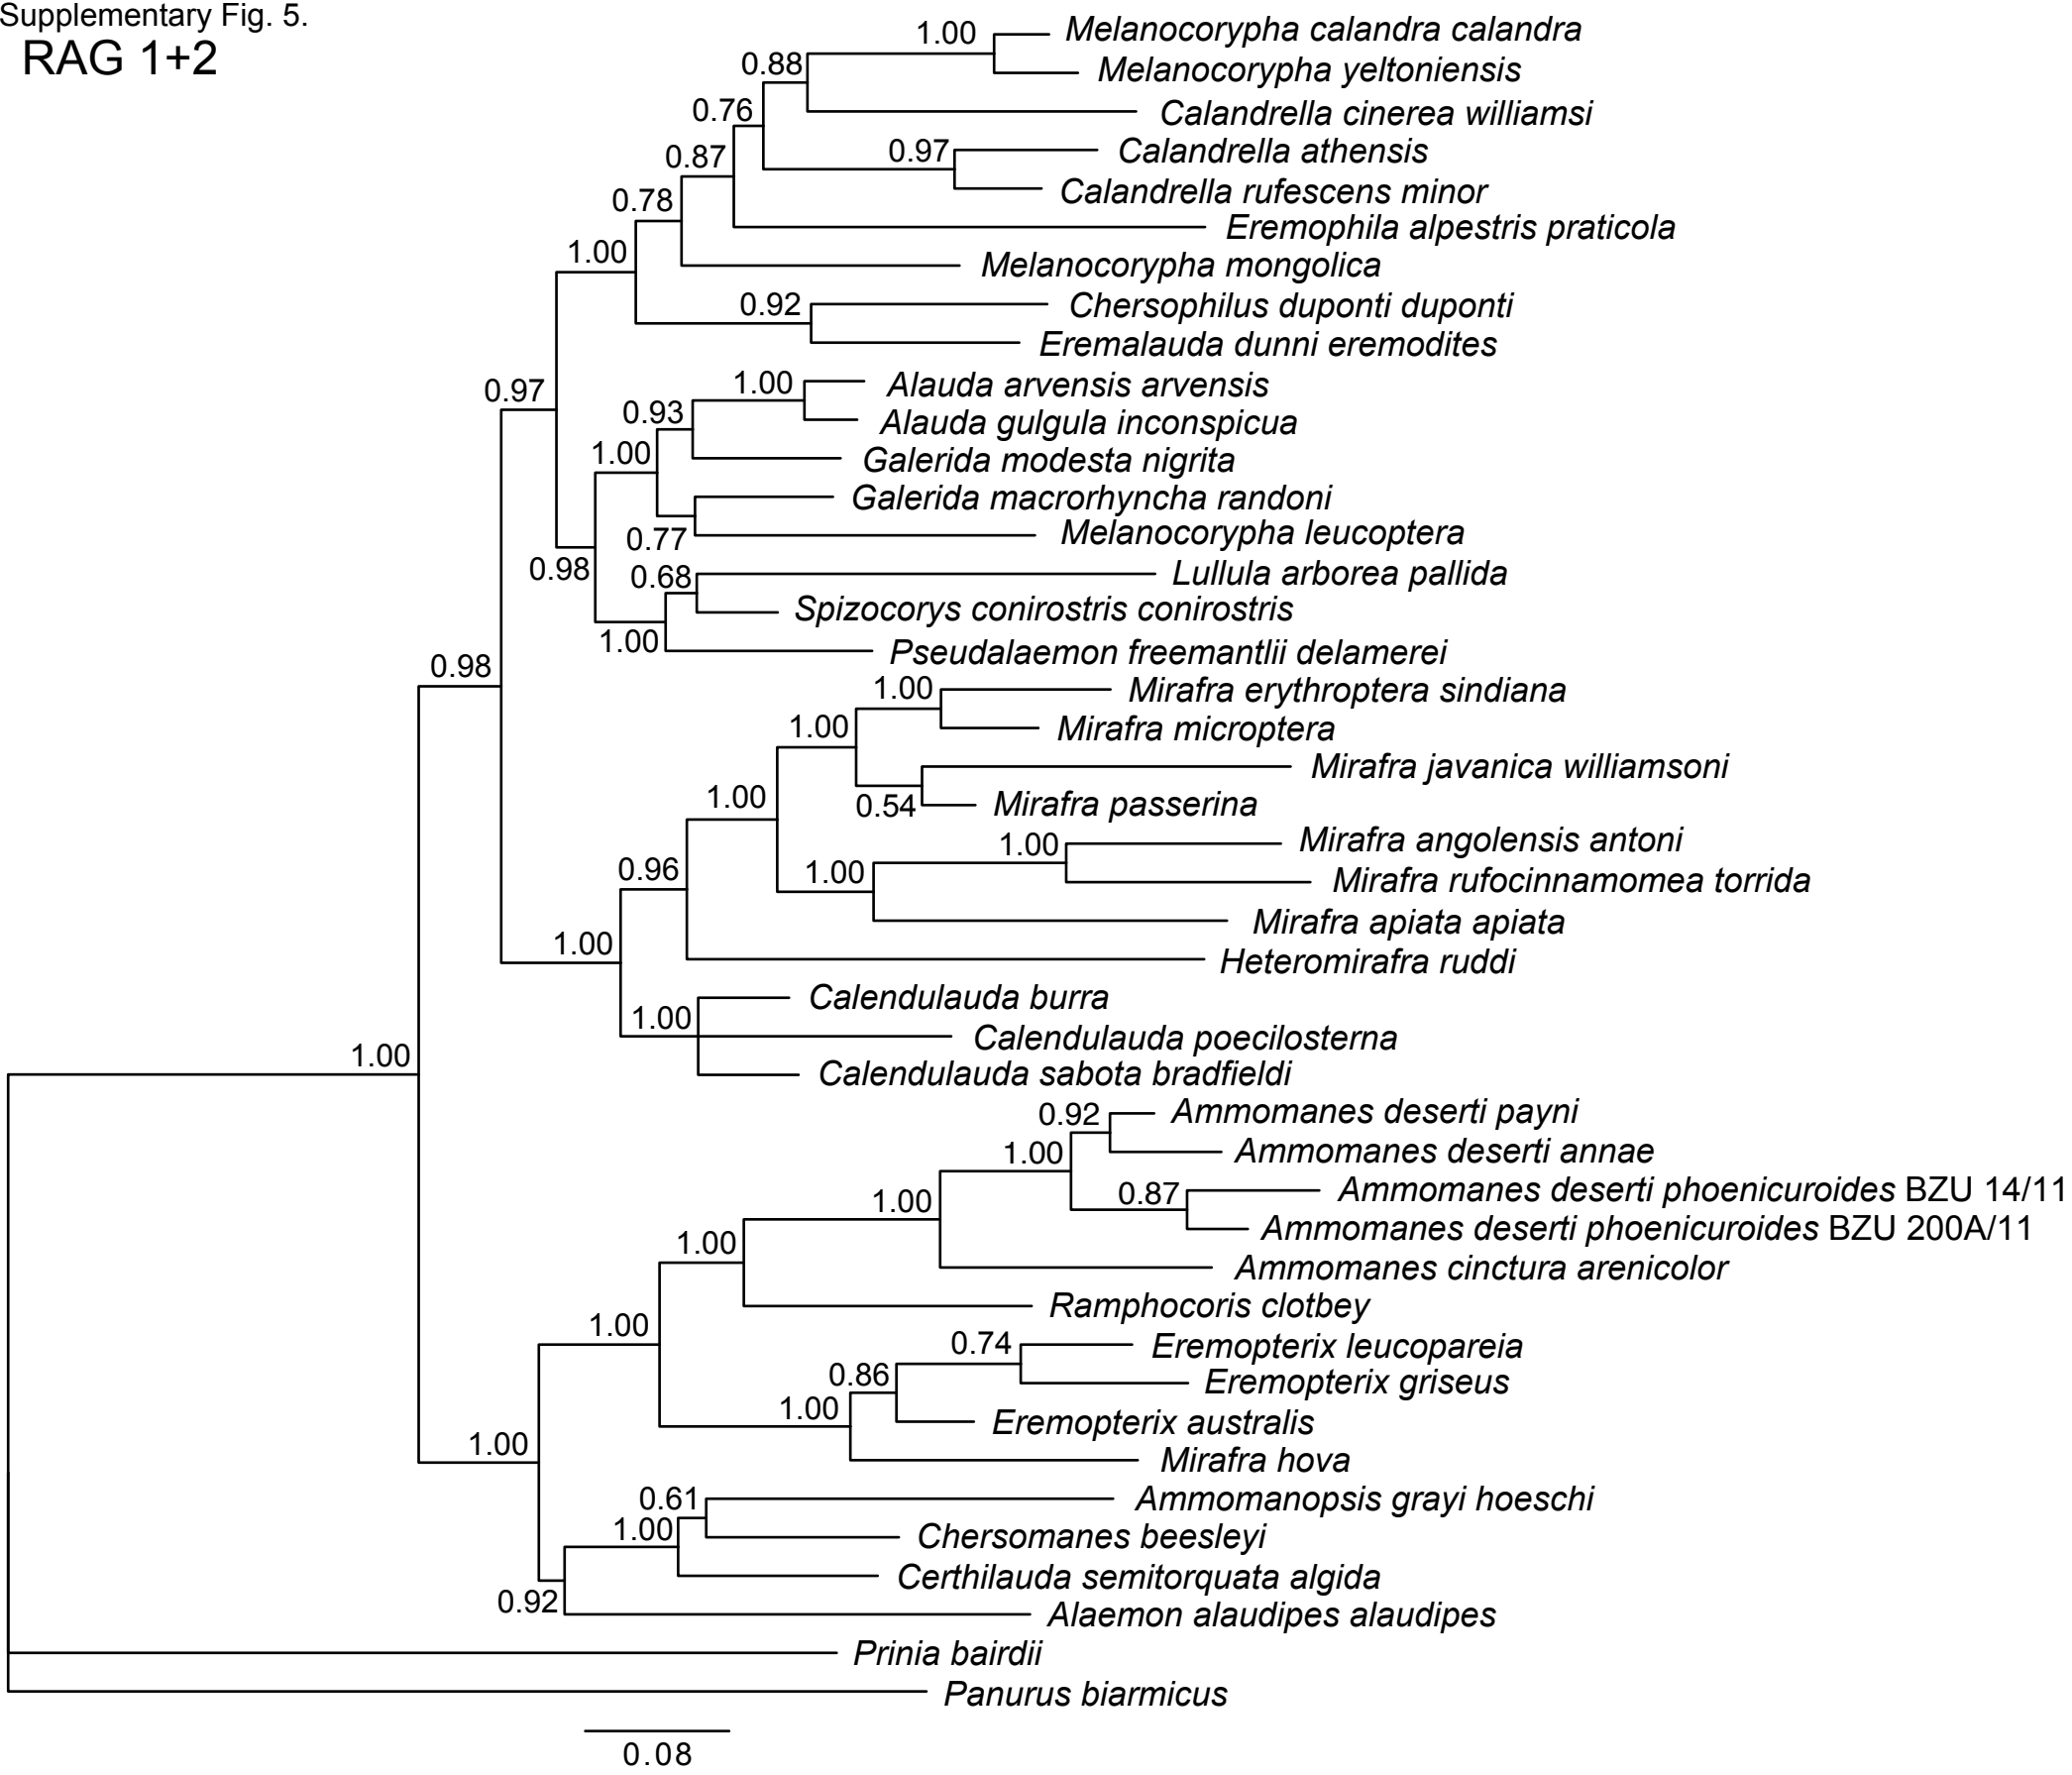 Supplementary Fig. 5.
RAG 1+2
1.00 Melanocorypha calandra calandra
0.88 Melanocorypha yeltoniensis
0.76 Calandrella cinerea williamsi
0.87 0.97 Calandrella athensis
0.78 Calandrella rufescens minor
Eremophila alpestris praticola
1.00 Melanocorypha mongolica
0.92 Chersophilus duponti duponti
Eremalauda dunni eremodites
0.97 1.00 Alauda arvensis arvensis
0.93 Alauda gulgula inconspicua
1.00 Galerida modesta nigrita
Galerida macrorhyncha randoni
0.77 Melanocorypha leucoptera
0.98 0.68 Lullula arborea pallida
Spizocorys conirostris conirostris
1.00 Pseudalaemon freemantlii delamerei
0.98 1.00 Mirafra erythroptera sindiana
1.00 Mirafra microptera
Mirafra javanica williamsoni
1.00 0.54 Mirafra passerina
1.00 Mirafra angolensis antoni
0.96 1.00 Mirafra rufocinnamomea torrida
Mirafra apiata apiata
1.00 Heteromirafra ruddi
Calendulauda burra
1.00 Calendulauda poecilosterna
1.00 Calendulauda sabota bradfieldi
0.92 Ammomanes deserti payni
1.00 Ammomanes deserti annae
0.87 Ammomanes deserti phoenicuroides BZU 14/11
1.00 Ammomanes deserti phoenicuroides BZU 200A/11
1.00 Ammomanes cinctura arenicolor
Ramphocoris clotbey
1.00 0.74 Eremopterix leucopareia
0.86 Eremopterix griseus
1.00 Eremopterix australis
1.00 Mirafra hova
0.61 Ammomanopsis grayi hoeschi
1.00 Chersomanes beesleyi
Certhilauda semitorquata algida
0.92 Alaemon alaudipes alaudipes
Prinia bairdii
Panurus biarmicus
0.08